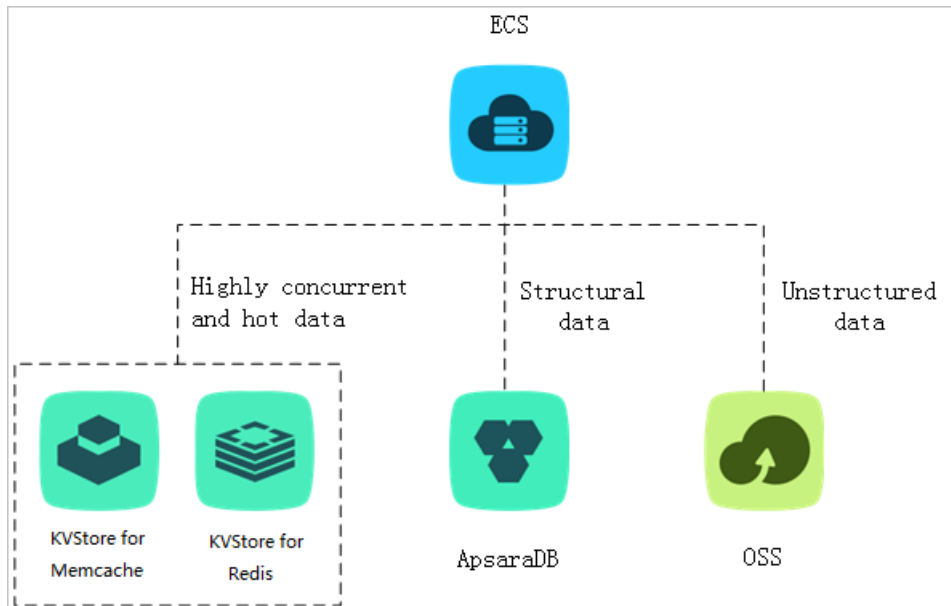 ECS
Highly concurrent
and hot data
Structural
data
Unstructured
data
KVStore for
Memcache
KVStore for
Redis
ApsaraDB
OSS